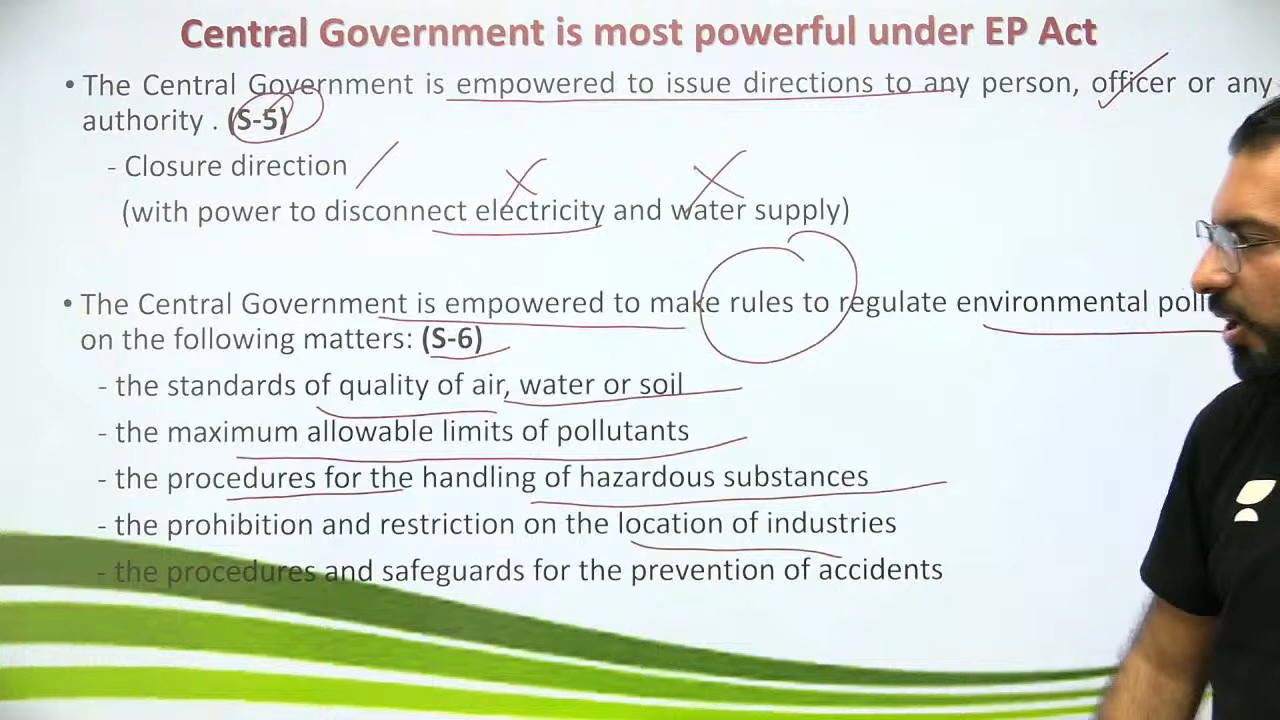 Central Government is most powerful under EP Act
• The Central Government is empowered to issue directions to any person, officer or any
authority . (S-5)
- Closure direction
(with power to disconnect electricity and water supply)
• The Central Government is empowered to make rules to regulate environmental poll
on the following matters: (S-6)
- the standards of quality of air, water or soil
- the maximum allowable limits of pollutants
- the procedures for the handling of hazardous substances
- the prohibition and restriction on the location of industries
- the procedures and safeguards for the prevention of accidents